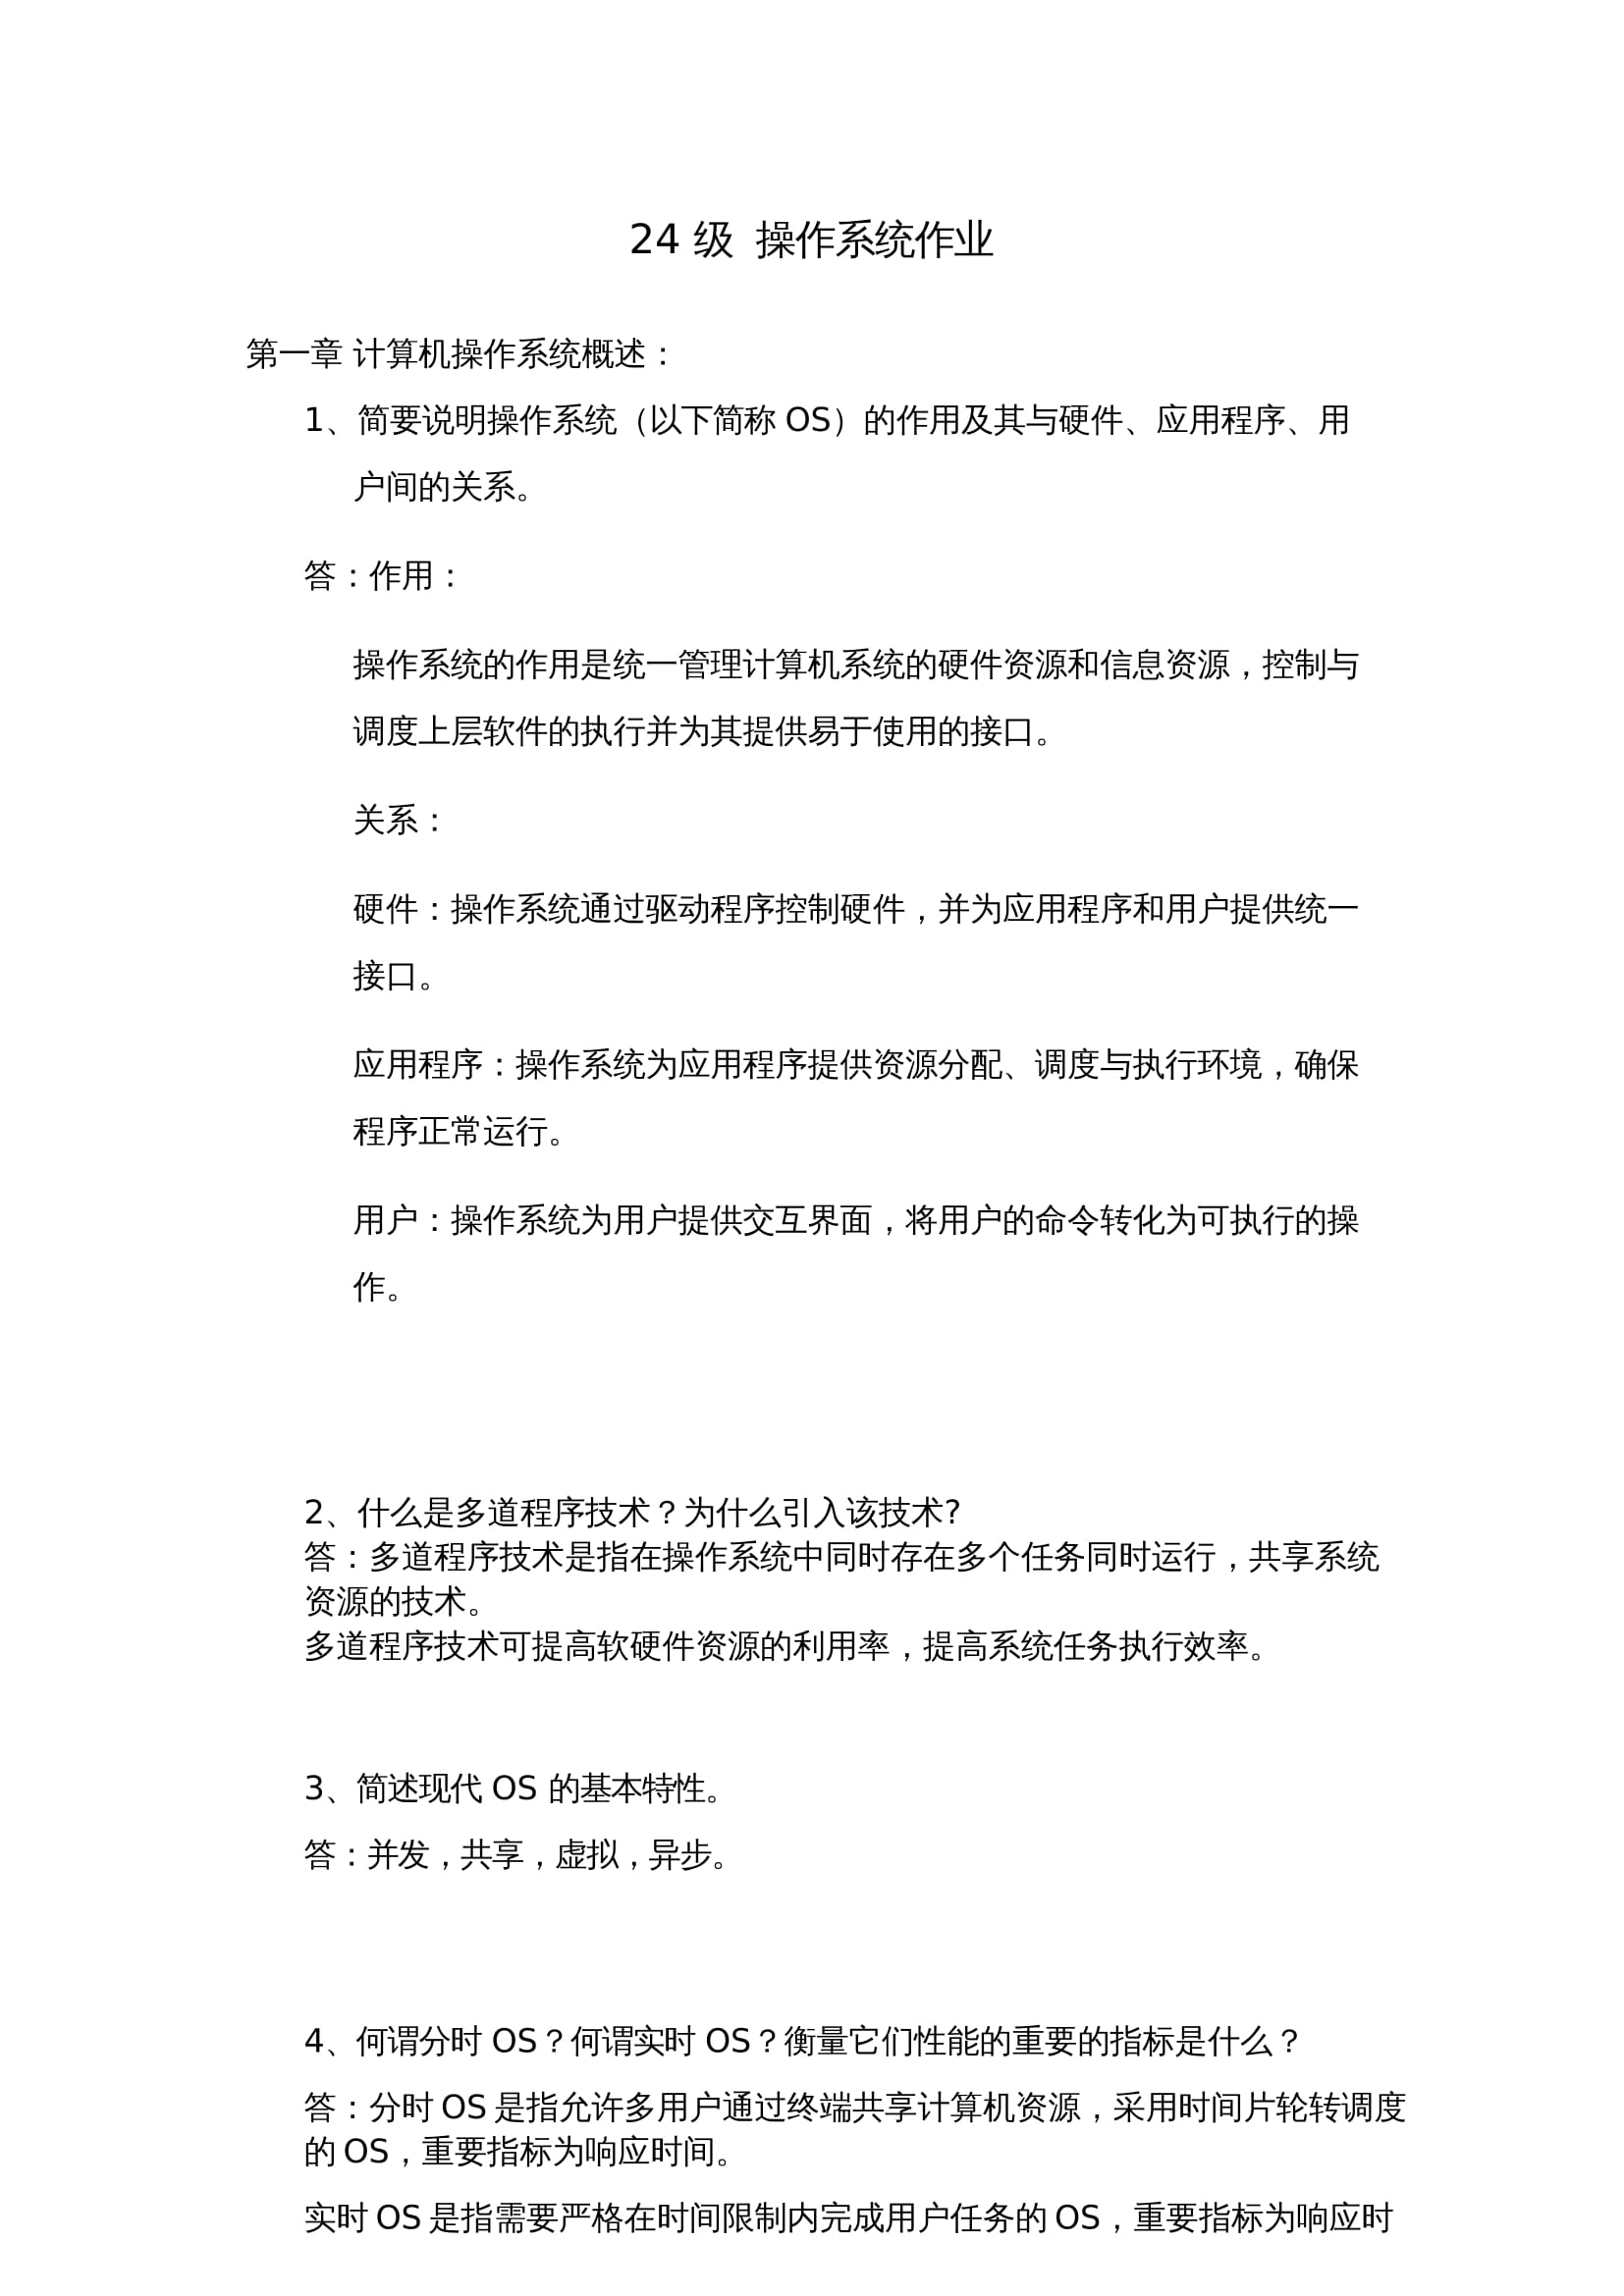 24 级 操作系统作业
第一章 计算机操作系统概述：
1、简要说明操作系统（以下简称 OS）的作用及其与硬件、应用程序、用
户间的关系。
答：作用：
操作系统的作用是统一管理计算机系统的硬件资源和信息资源，控制与
调度上层软件的执行并为其提供易于使用的接口。
关系：
硬件：操作系统通过驱动程序控制硬件，并为应用程序和用户提供统一
接口。
应用程序：操作系统为应用程序提供资源分配、调度与执行环境，确保
程序正常运行。
用户：操作系统为用户提供交互界面，将用户的命令转化为可执行的操
作。
2、什么是多道程序技术？为什么引入该技术?
答：多道程序技术是指在操作系统中同时存在多个任务同时运行，共享系统
资源的技术。
多道程序技术可提高软硬件资源的利用率，提高系统任务执行效率。
3、简述现代 OS 的基本特性。
答：并发，共享，虚拟，异步。
4、何谓分时 OS？何谓实时 OS？衡量它们性能的重要的指标是什么？
答：分时 OS 是指允许多用户通过终端共享计算机资源，采用时间片轮转调度
的 OS，重要指标为响应时间。
实时 OS 是指需要严格在时间限制内完成用户任务的 OS，重要指标为响应时